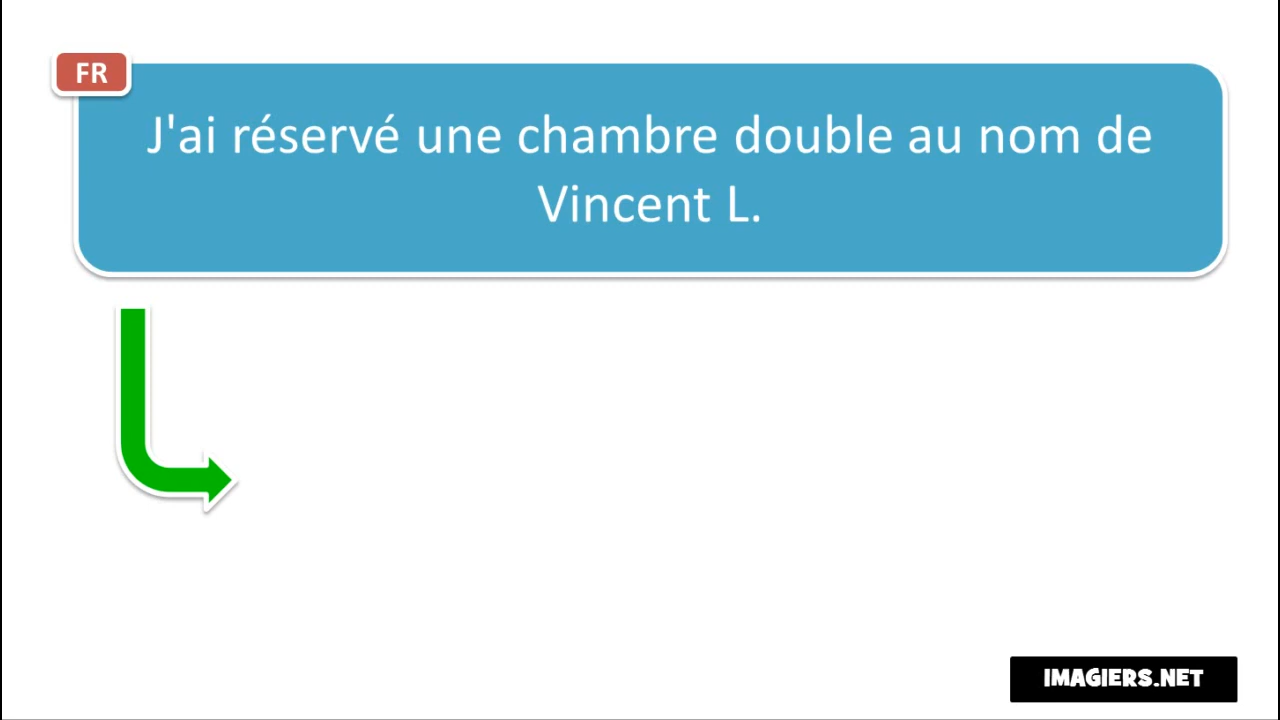 FR
J'ai réservé une chambre double au nom de
Vincent L.
IMAGIERS.NET